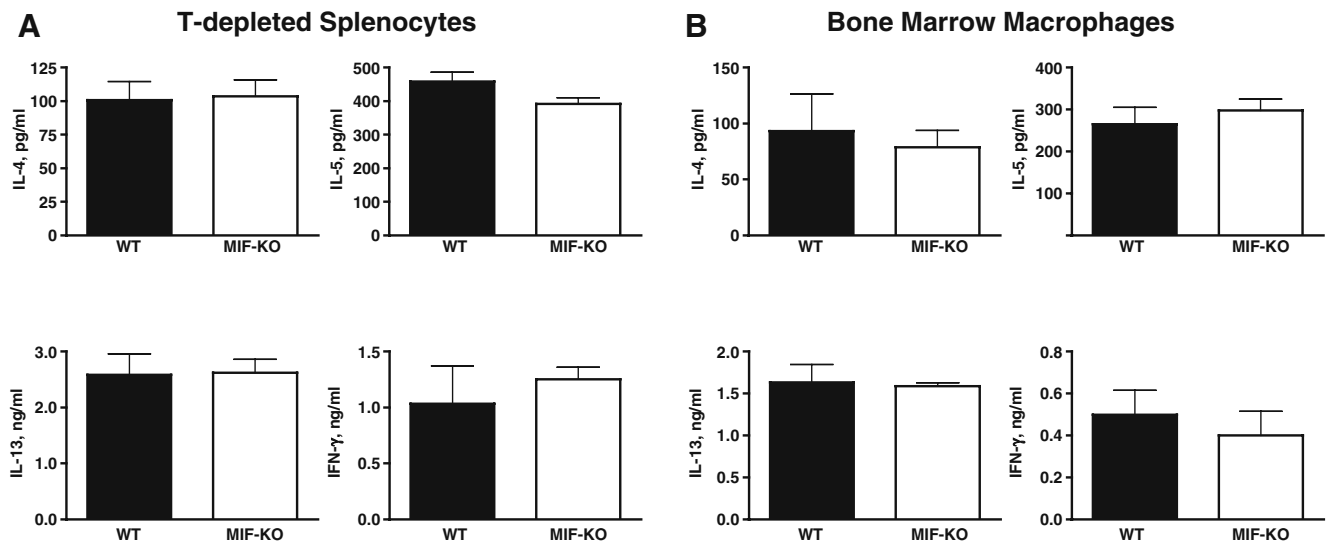 A T-depleted Splenocytes
B Bone Marrow Macrophages
IL-4, pg/ml
125
100
75
50
25
0
WT MIF-KO
IL-5, pg/ml
500
400
300
200
100
0
WT MIF-KO
IL-4, pg/ml
150
100
50
0
WT MIF-KO
IL-5, pg/ml
400
300
200
100
WT MIF-KO
IL-13, ng/ml
3.0
2.0
1.0
0.0
WT MIF-KO
IFN-γ, ng/ml
1.5
1.0
0.5
0.0
WT MIF-KO
IL-13, ng/ml
2.0
1.5
1.0
0.5
0.0
WT MIF-KO
IFN-γ, ng/ml
0.8
0.6
0.4
0.2
0.0
WT MIF-KO